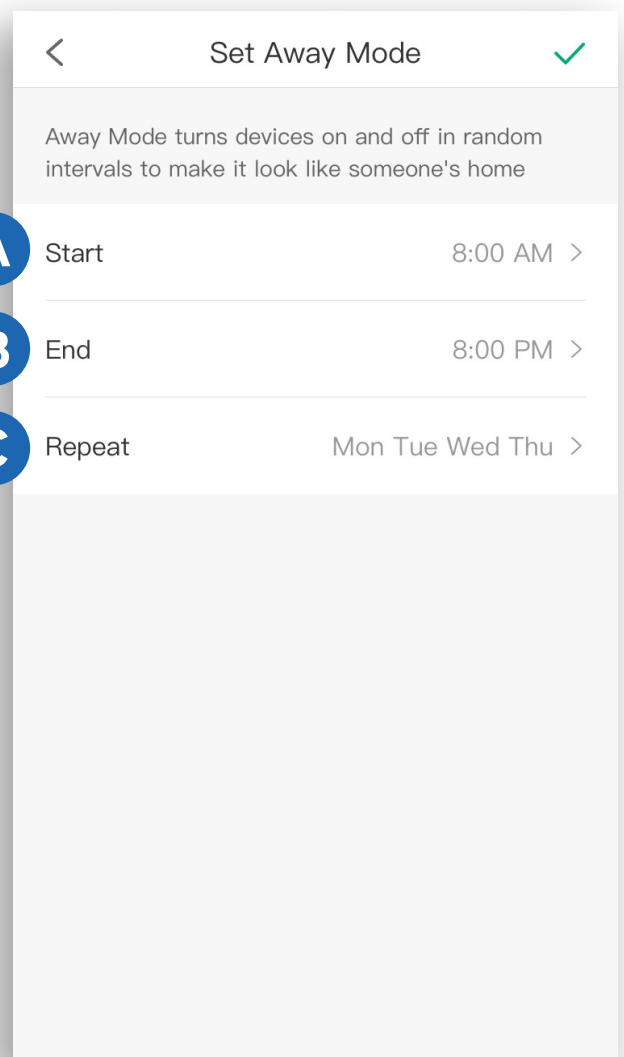 Set Away Mode
Away Mode turns devices on and off in random
intervals to make it look like someone's home
A
Start
8:00 AM
B
End
8:00 PM
C
Repeat
Mon Tue Wed Thu